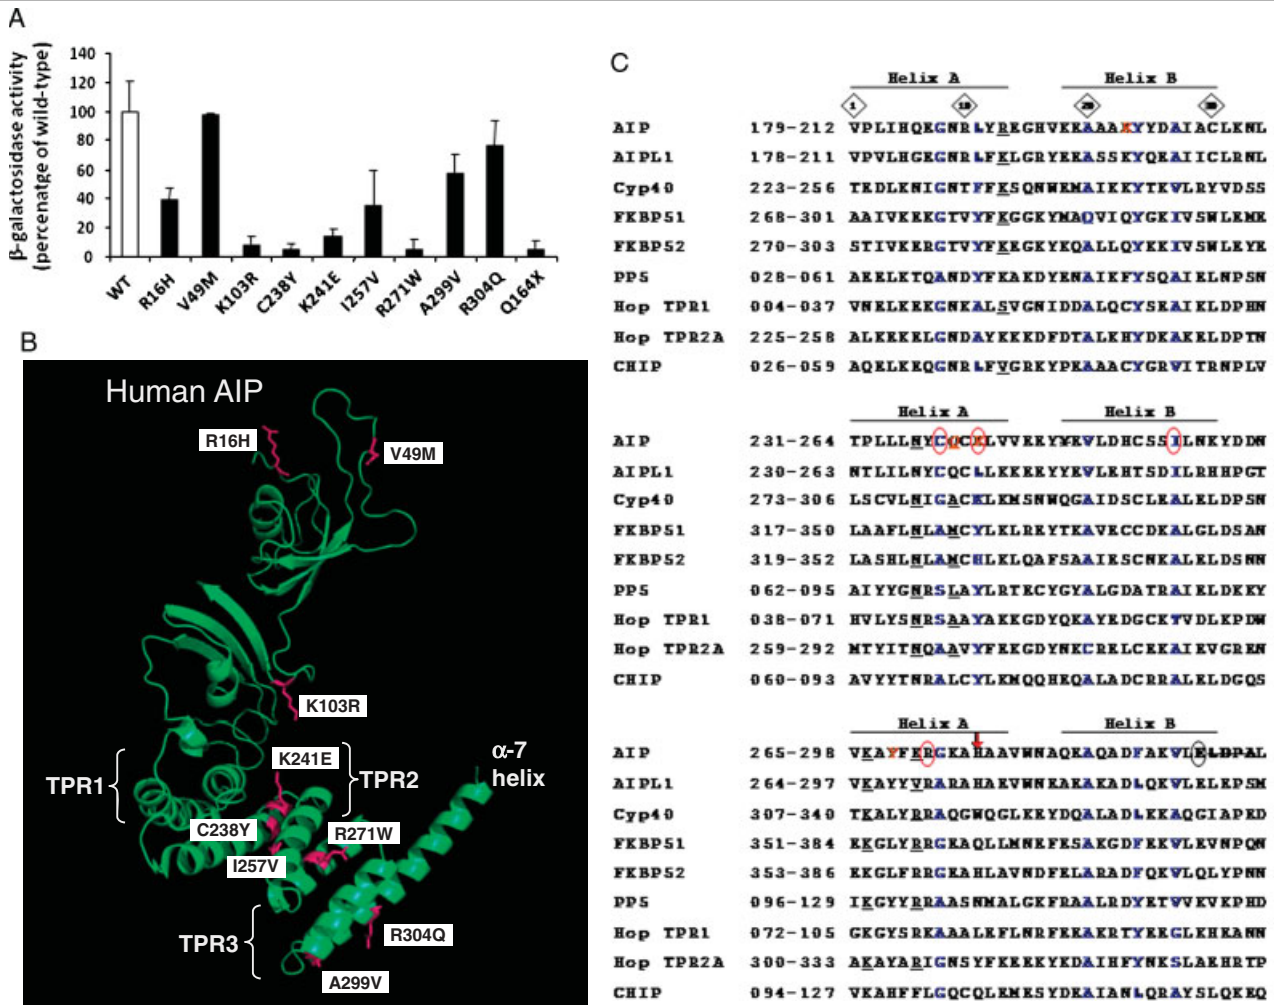 A
140
120
100
80
60
40
20
0
β-galactosidase activity
(percenatge of wild-type)
WT R16H V49M K103R C238Y K241E I257V R271W A299V R304Q Q164X
B
Human AIP
R16H
V49M
K103R
K241E
TPR1
TPR2
α-7
helix
C238Y
R271W
I257V
TPR3
R304Q
A299V
C
Helix A Helix B
1 10 20 30
AIP 179-212 VPLIHQEGNRLYREGHVKEAAAKYYDAIACLKNL
AIPL1 178-211 VPVLHGEGNRLFKLGRYEEASSKYQEAIICLRNL
Cyp40 223-256 TEDLKNIGNTFFKSQNWEMAIKKYTKVLRYVDSS
FKBP51 268-301 AAIVKEKGTVYFKGGKYMAQVIQYGKIVSWLEME
FKBP52 270-303 STIVKERGTVYFKEGKYKQALLQYKKIVSWLEYE
PP5 028-061 AEELKTQANDYFKAKDYENAIKFYSQAIELNPSN
Hop TPR1 004-037 VNELKEKGNKALSVGNIDDALQCYSEAIKLDPHN
Hop TPR2A 225-258 ALKEKELGNDAYKKKDFDTALKHYDKAKELDPTN
CHIP 026-059 AQELKEQGNRLFVGRKYPEAAACYGRVITRNPLV
Helix A Helix B
AIP 231-264 TPLLLNYCQCKLVVEEYYEVLDHCSSILNKYDDN
AIPL1 230-263 NTLILNYCQCLLKKEEYYEVLEHTSDILRHHPGT
Cyp40 273-306 LSCVLNIGACKLKMSNWQGAIDSCLEALELDPSN
FKBP51 317-350 LAAFLNLAMCYLKLREYTKAVECCDKALGLDSAN
FKBP52 319-352 LASHLNLAMCHLKLQAFSAAIESCNKALELDSNN
PP5 062-095 AIYYGNRSLAYLRTECYGYALGDATRAIELDKKY
Hop TPR1 038-071 HVLYSNRSAAYAKKGDYQKAYEDGCKTVDLKPDW
Hop TPR2A 259-292 MTYITNQAAVYFEKGDYNKCRELCEKAIEVGREN
CHIP 060-093 AVYYTNRALCYLKMQQHEQALADCRRALELDGQS
Helix A Helix B
AIP 265-298 VKAYFKRGKAHAAVWNAQEAQADFAKVLELDPAL
AIPL1 264-297 VKAYYVRARAHAEVWNEAEAKADLQKVLELEPSM
Cyp40 307-340 TKALYRRAQGWQGLKEYDQALADLKKAQGIAPED
FKBP51 351-384 EKGLYRRGEAQLLMNEFESAKGDFEKVLEVNPQN
FKBP52 353-386 EKGLFRRGEAHLAVNDFELARADFQKVLQLYPNN
PP5 096-129 IKGYYRRAASNMALGKFRAALRDYETVVKVKPHD
Hop TPR1 072-105 GKGYSRKAAALEFLNRFEEAKRTYEEGLKHEANN
Hop TPR2A 300-333 AKAYARIGNSYFKEEKYKDAIHFYNKSLAEHRTP
CHIP 094-127 VKAHFFLGQCQLEMESYDEAIANLQRAYSLQKEQ